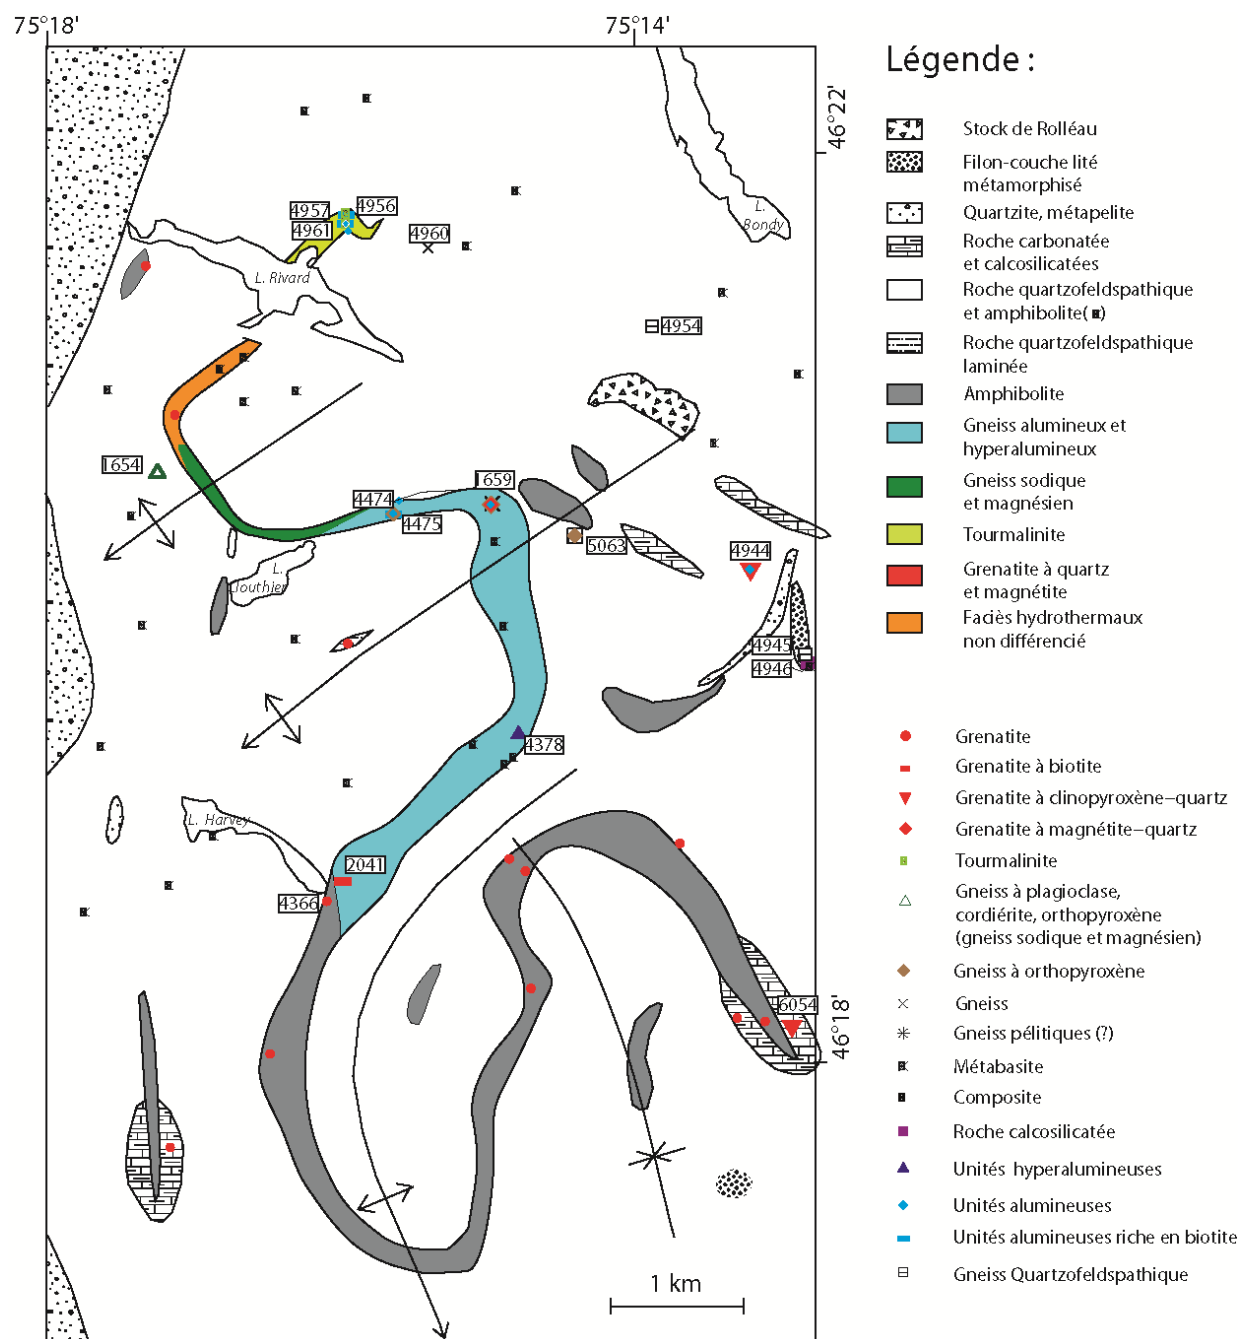 75°18'
75°14'
Légende :
46°22'
Stock de Rolléau
Filon-couche lité
métamorphisé
Quartzite, métapelite
Roche carbonatée
et calcosilicatées
Roche quartzofeldspathique
et amphibolite( )
Roche quartzofeldspathique
laminée
Amphibolite
Gneiss alumineux et
hyperalumineux
Gneiss sodique
et magnésien
Tourmalinite
Grenatite à quartz
et magnétite
Faciès hydrothermaux
non différencié
Grenatite
Grenatite à biotite
Grenatite à clinopyroxène–quartz
Grenatite à magnétite–quartz
Tourmalinite
Gneiss à plagioclase,
cordiérite, orthopyroxène
(gneiss sodique et magnésien)
Gneiss à orthopyroxène
Gneiss
Gneiss pélitiques (?)
Métabasite
Composite
Roche calcosilicatée
Unités hyperalumineuses
Unités alumineuses
Unités alumineuses riche en biotite
Gneiss Quartzofeldspathique
L.
Bondy
4957
4956
4961
4960
L. Rivard
4954
1654
1659
4474
4475
5063
4944
L.
Clouthier
4945
4946
4378
L. Harvey
2041
4366
6054
46°18'
1 km